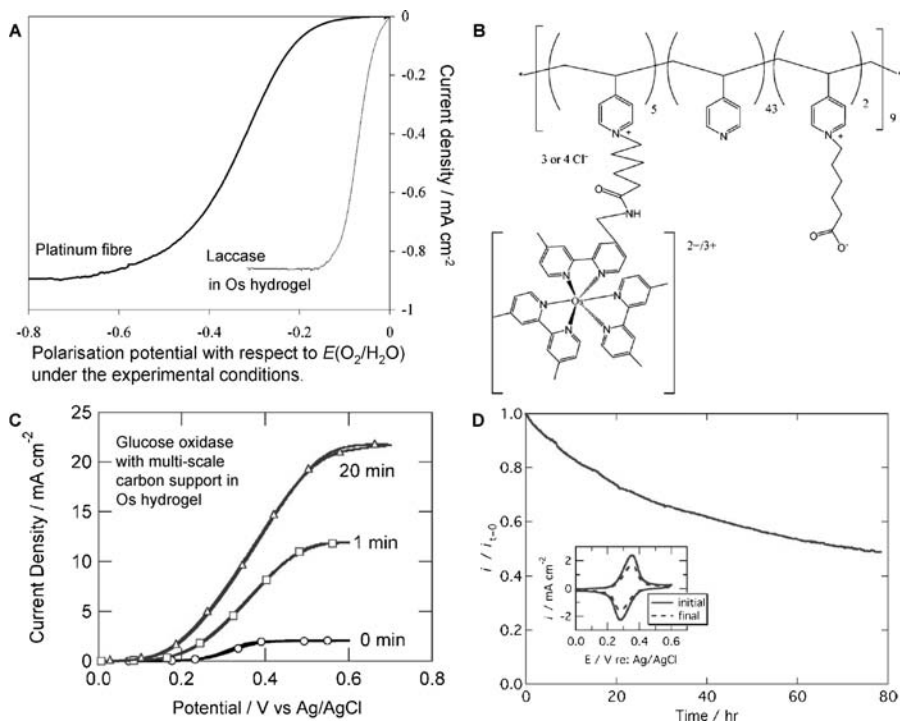 A
0
-0.2
-0.4
-0.6
-0.8
-1
Current density / mA cm⁻²
Platinum fibre
Laccase
in Os hydrogel
-0.8
-0.6
-0.4
-0.2
0
Polarisation potential with respect to E(O₂/H₂O)
under the experimental conditions.
B
5
43
2
9
N
+
N
N
+
3 or 4 Cl⁻
O
NH
O
O⁻
2−/3+
N
N
N
Os
N
N
N
C
Glucose oxidase
with multi-scale
carbon support in
Os hydrogel
20 min
1 min
0 min
25
20
15
10
5
0
Current Density / mA cm⁻²
0.0
0.2
0.4
0.6
0.8
Potential / V vs Ag/AgCl
D
1.0
0.8
0.6
0.4
0.2
0.0
i / iₜ₌₀
2
0
-2
i / mA cm⁻²
initial
final
0.0
0.2
0.4
0.6
E / V re: Ag/AgCl
0
20
40
60
80
Time / hr